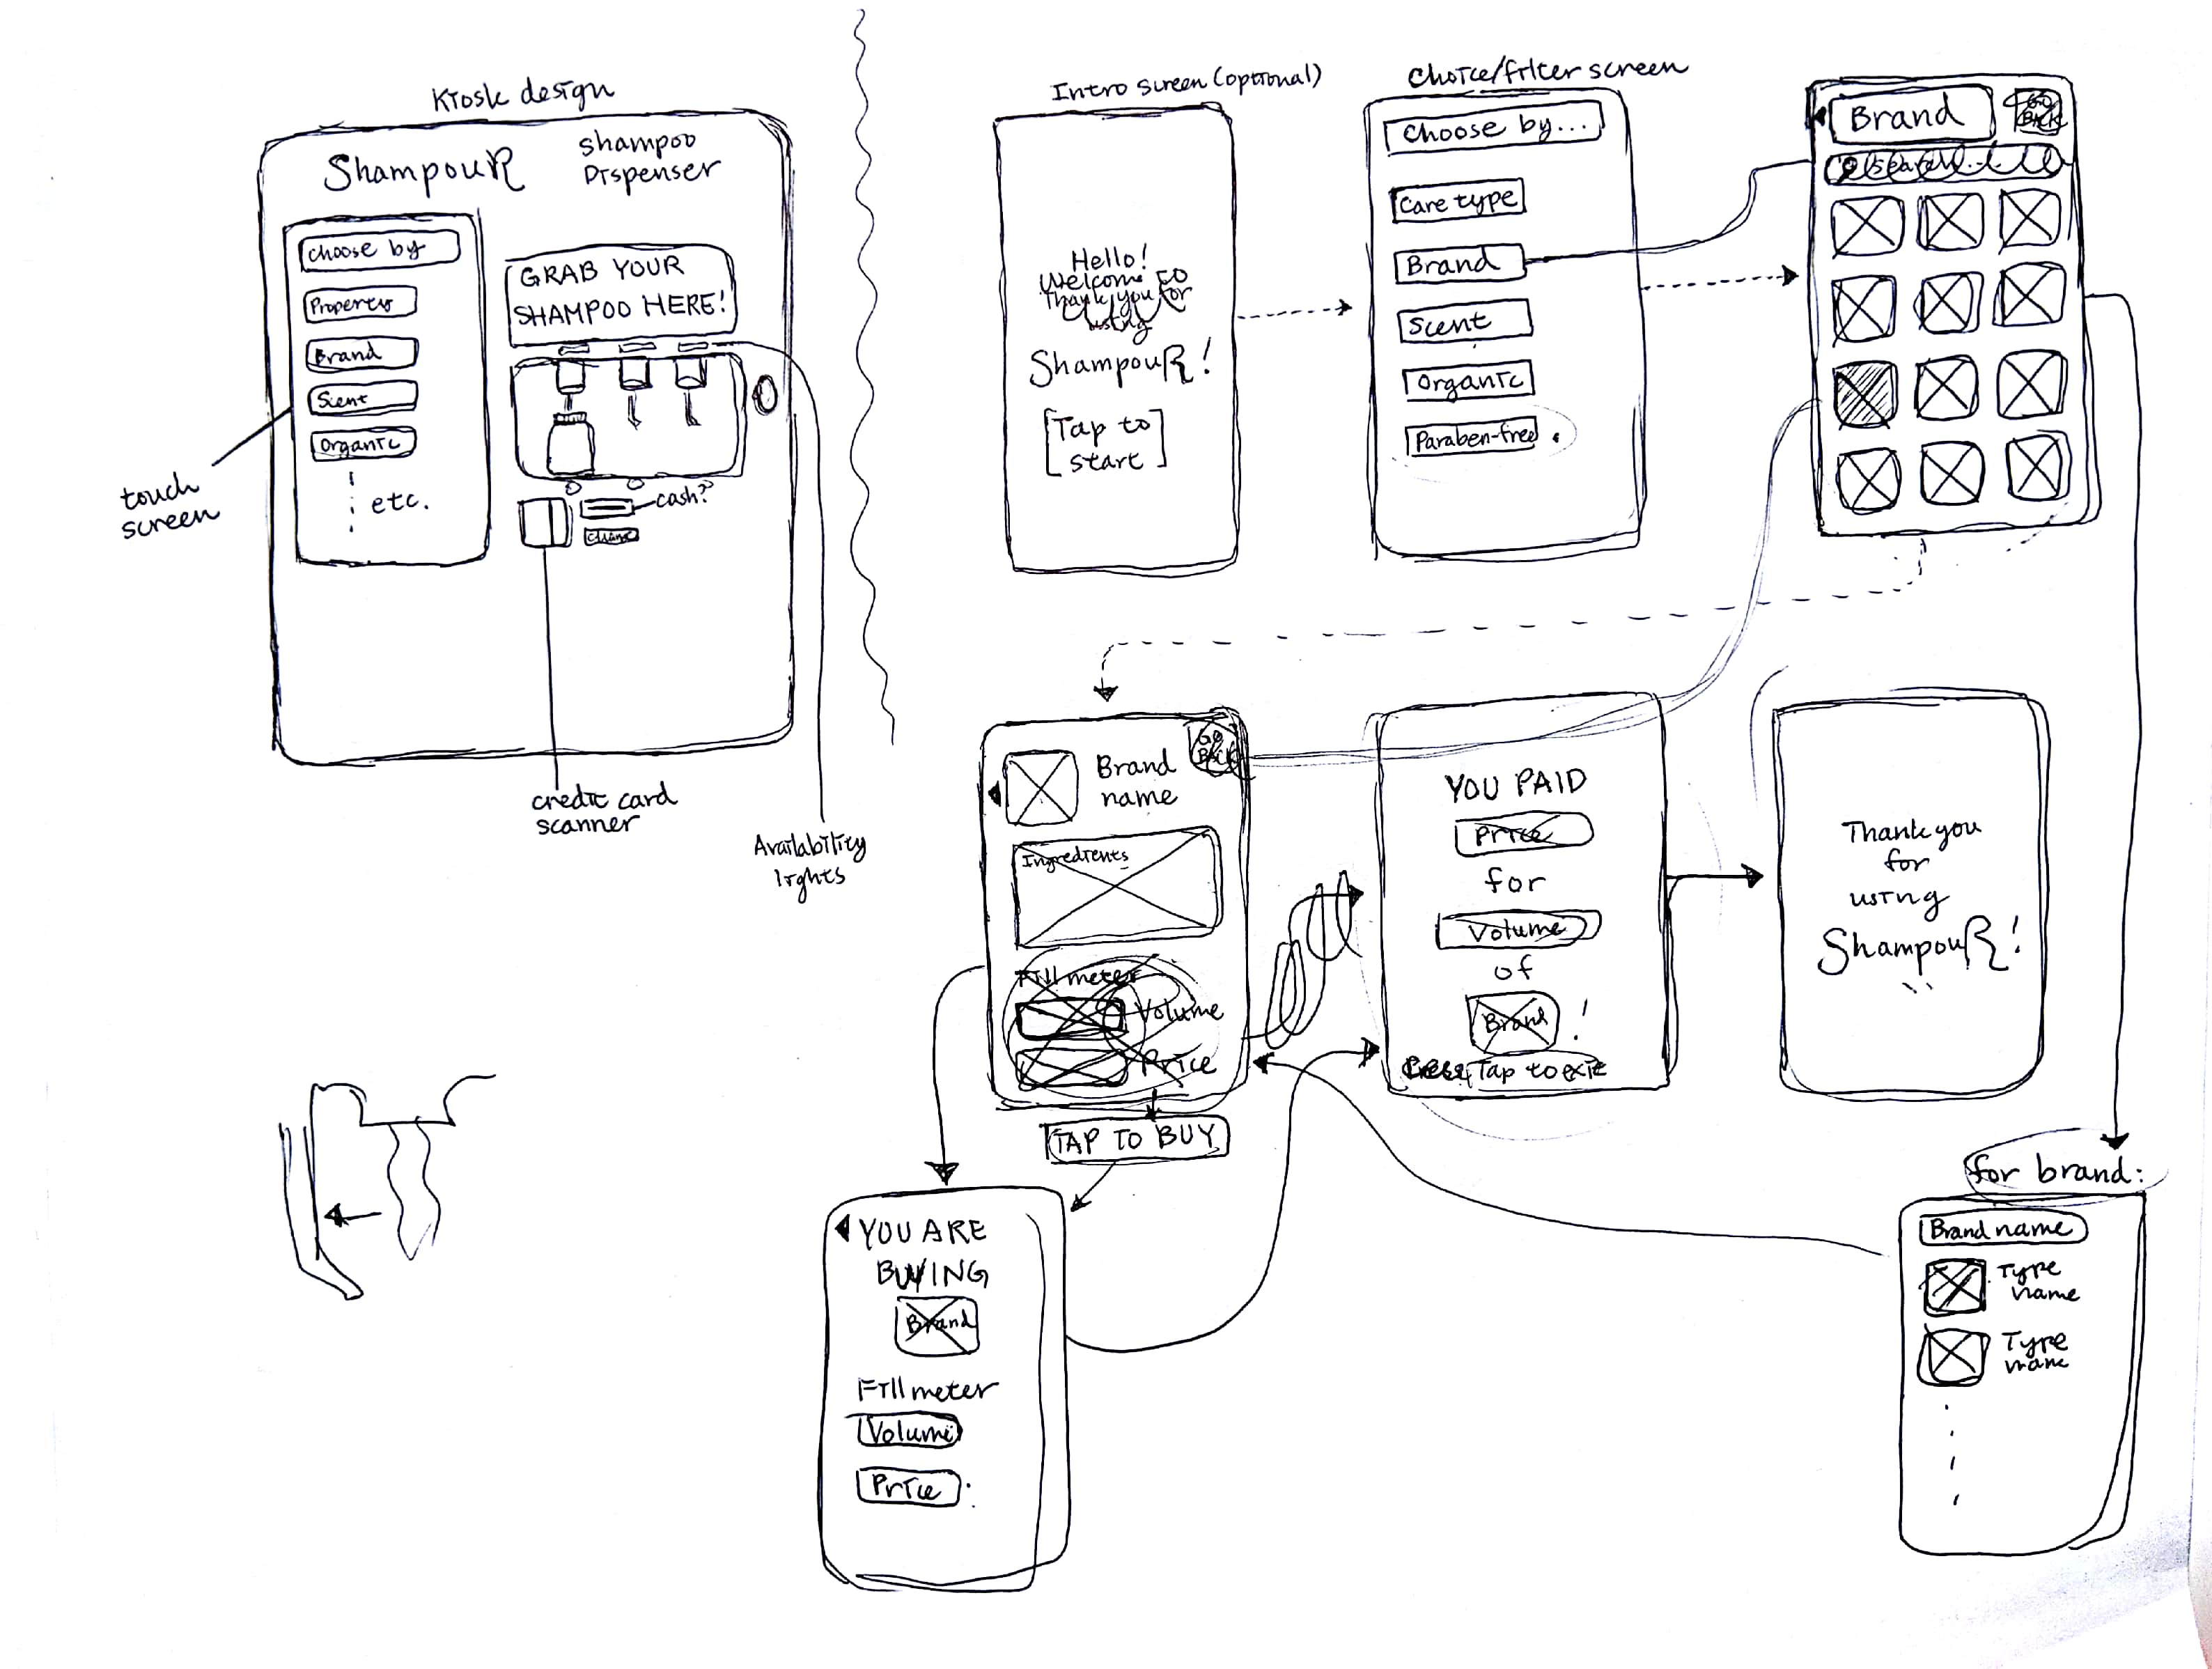 Kiosk design
ShampouR
shampoo
Dispenser
choose by
Property
Brand
Scent
Organic
etc.
GRAB YOUR
SHAMPOO HERE!
cash?
touch
screen
credit card
scanner
Availability
lights
Intro screen (optional)
Hello!
Welcome to
Thank you for
using
ShampouR!
Tap to
start
Choice/filter screen
Choose by...
Care type
Brand
Scent
Organic
Paraben-free
Brand
GO
BACK
Search...
Brand
name
GO
BACK
Ingredients
Fill meter
Volume
Price
TAP TO BUY
YOU PAID
Price
for
Volume
of
Brand!
Tap to exit
Thank you
for
using
ShampouR!
YOU ARE
BUYING
Brand
Fill meter
Volume
Price
for brand:
Brand name
Type
name
Type
name